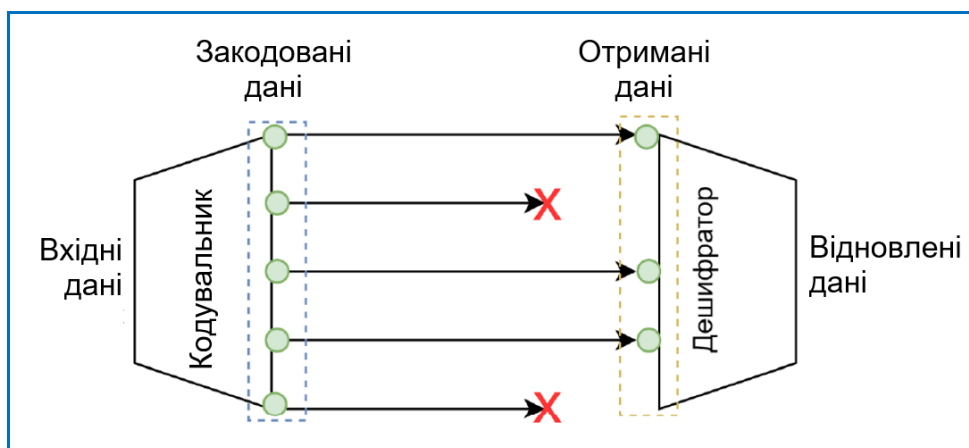 Закодовані
дані
Отримані
дані
Вхідні
дані
Кодувальник
X
X
Дешифратор
Відновлені
дані